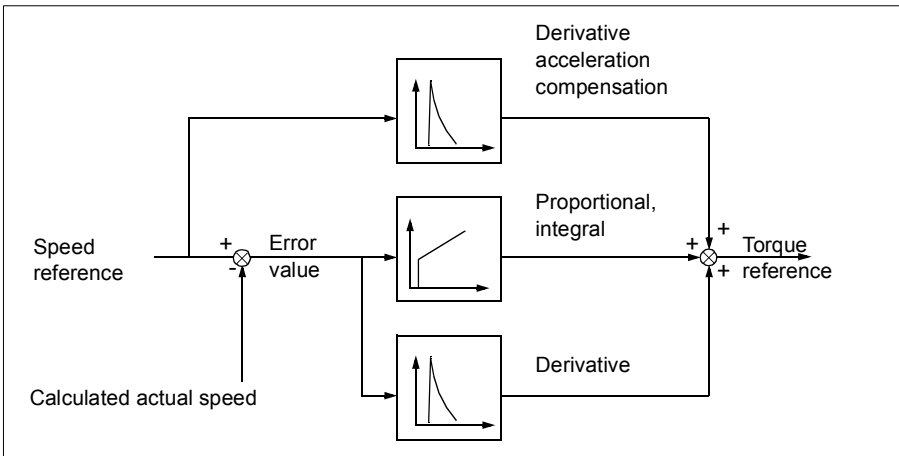 Derivative
acceleration
compensation
Proportional,
integral
Speed
reference
+
-
Error
value
+
+
+
Torque
reference
Derivative
Calculated actual speed